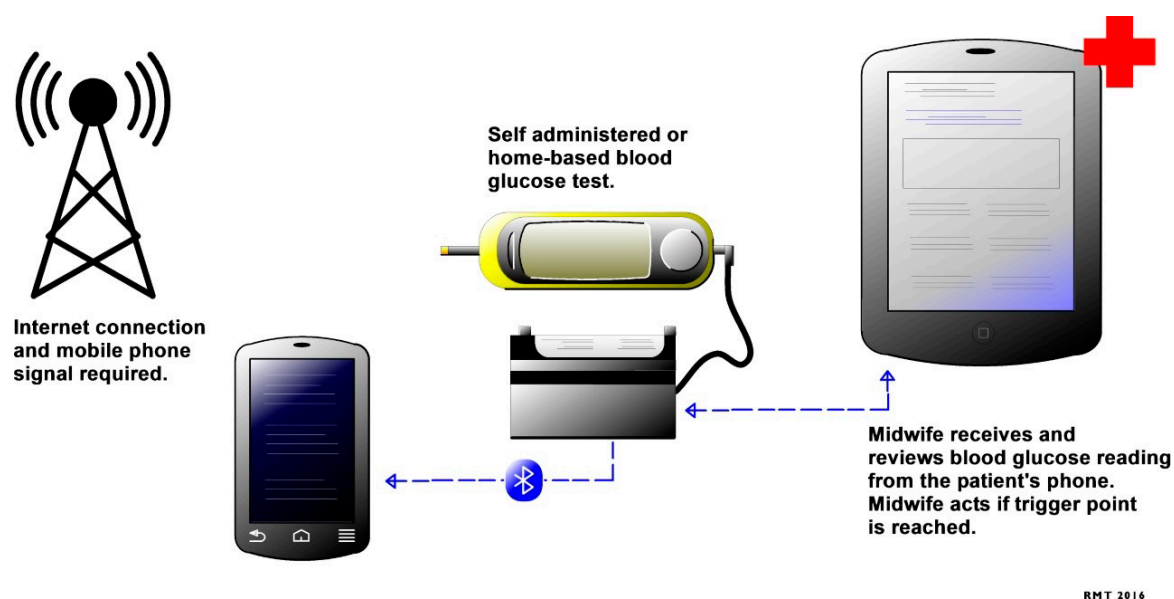 Self administered or
home-based blood
glucose test.
Internet connection
and mobile phone
signal required.
Midwife receives and
reviews blood glucose reading
from the patient's phone.
Midwife acts if trigger point
is reached.
RMT 2016